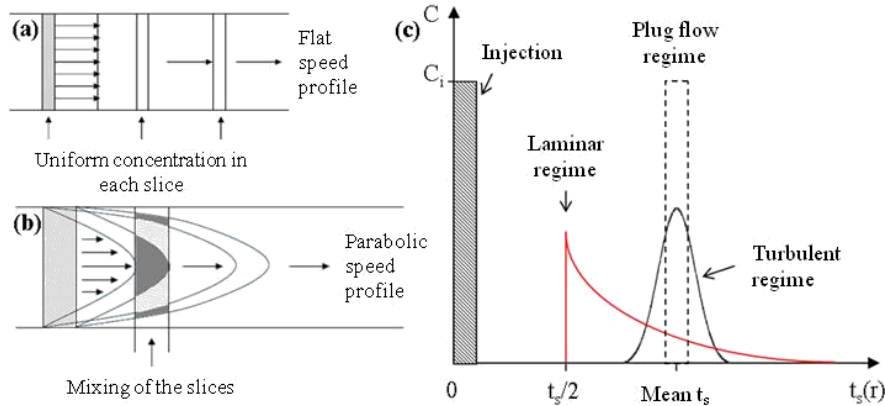 (a)
Flat
speed
profile
Uniform concentration in
each slice
(b)
Parabolic
speed
profile
Mixing of the slices
(c)
C
Plug flow
regime
Injection
Ci
Laminar
regime
Turbulent
regime
0
ts/2
Mean ts
ts(r)